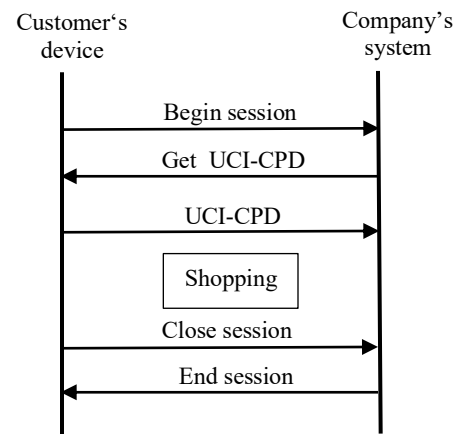 Customer‘s
device
Company’s
system
Begin session
Get UCI-CPD
UCI-CPD
Shopping
Close session
End session